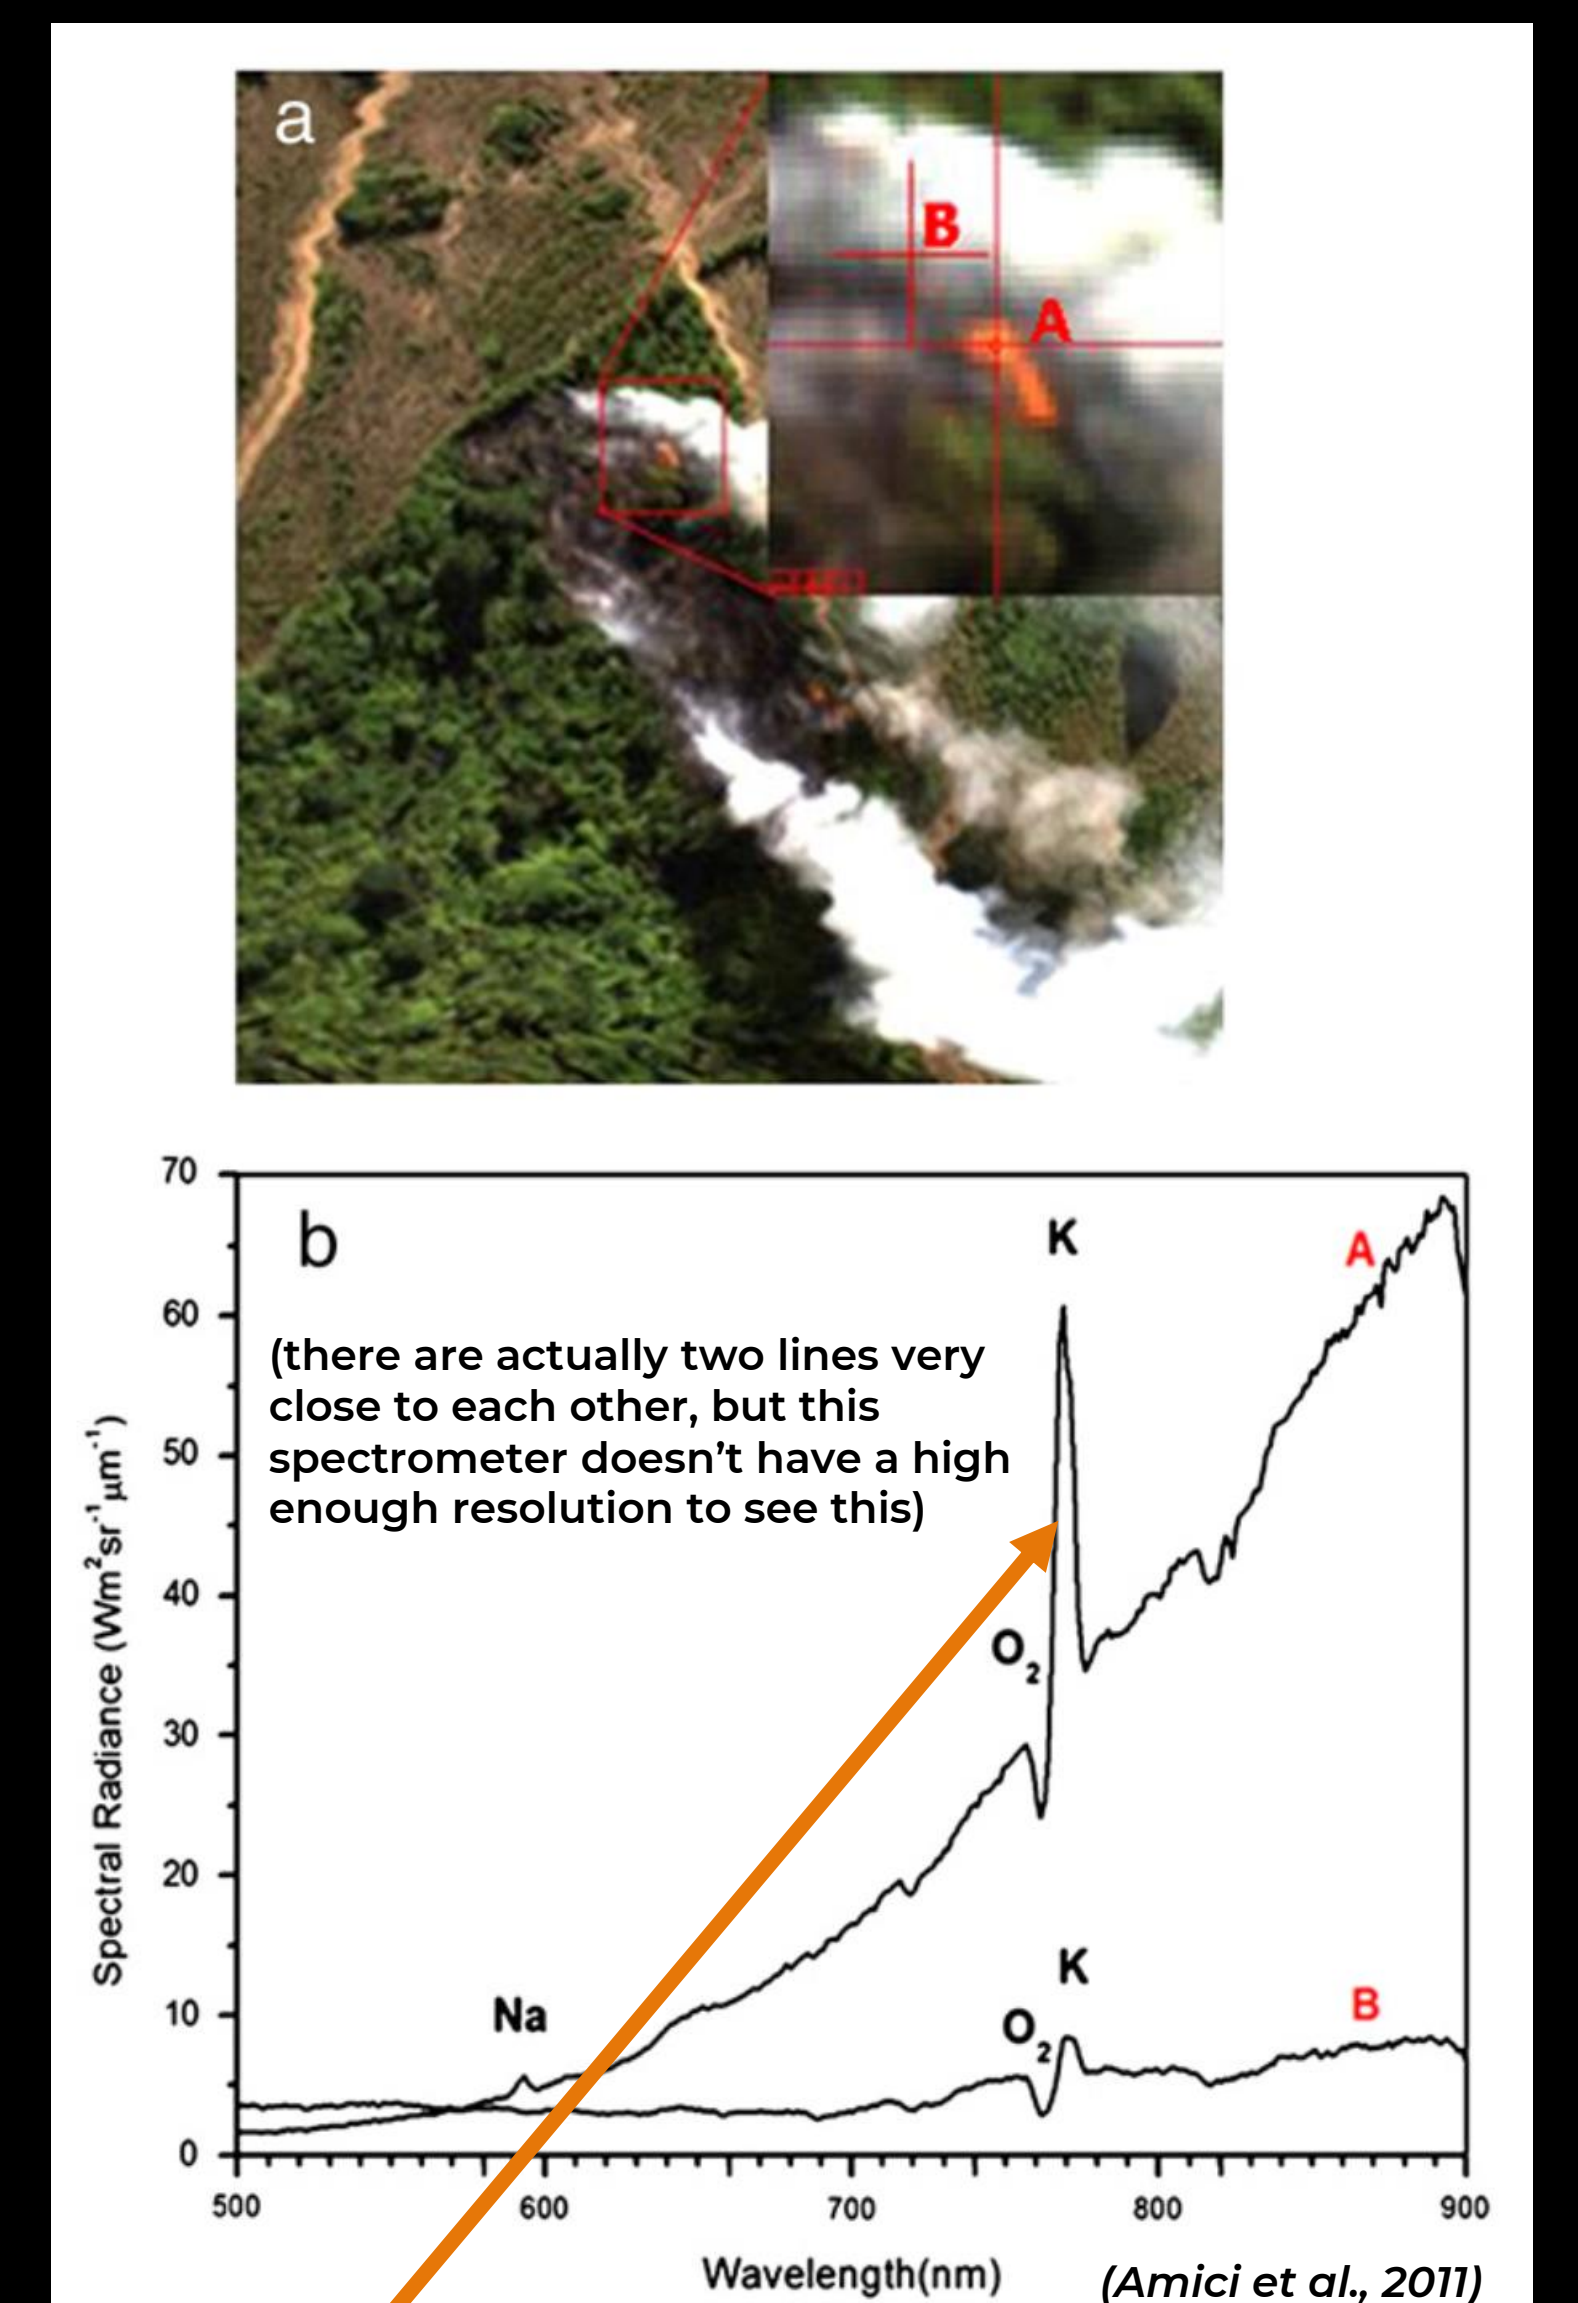 a
B
A
70
60
50
40
30
20
10
0
Spectral Radiance (Wm²sr⁻¹μm⁻¹)
b
K
A
(there are actually two lines very
close to each other, but this
spectrometer doesn't have a high
enough resolution to see this)
O₂
Na
K
O₂
B
500 600 700 800 900
Wavelength(nm)
(Amici et al., 2011)